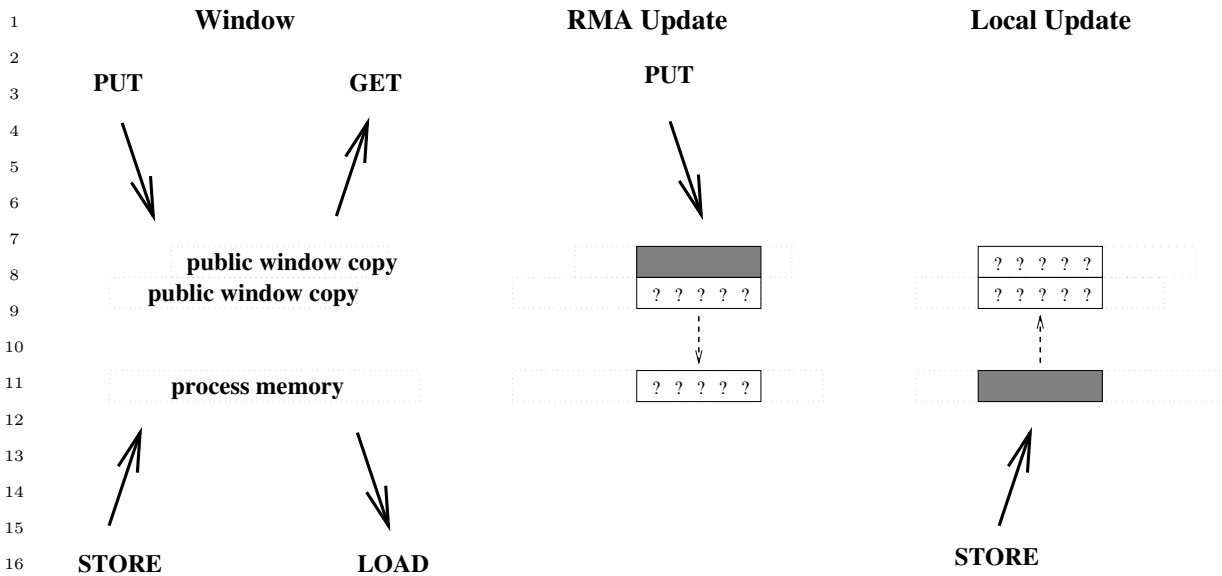 1 Window RMA Update Local Update
2
PUT GET PUT
3
4
5
6
7
public window copy ? ? ? ? ?
8
public window copy ? ? ? ? ? ? ? ? ? ?
9
10
11 process memory ? ? ? ? ?
12
13
14
15
16 STORE LOAD STORE